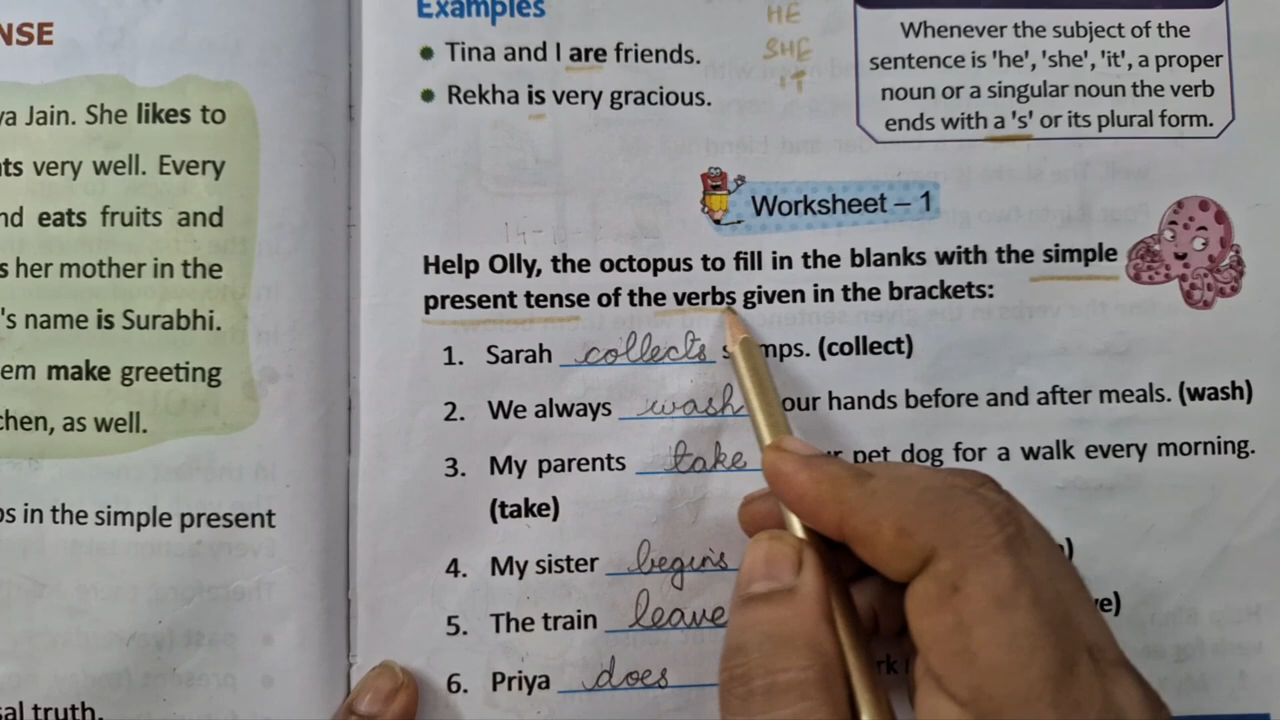 NSE
ya Jain. She likes to
ts very well. Every
nd eats fruits and
s her mother in the
's name is Surabhi.
em make greeting
chen, as well.
s in the simple present
sal truth.
Examples
Tina and I are friends.
Rekha is very gracious.
HE
SHE
IT
Whenever the subject of the
sentence is 'he', 'she', 'it', a proper
noun or a singular noun the verb
ends with a 's' or its plural form.
Worksheet – 1
Help Olly, the octopus to fill in the blanks with the simple
present tense of the verbs given in the brackets:
1. Sarah collects s mps. (collect)
2. We always wash our hands before and after meals. (wash)
3. My parents take r pet dog for a walk every morning.
(take)
4. My sister begins )
5. The train leave ve)
6. Priya does rk